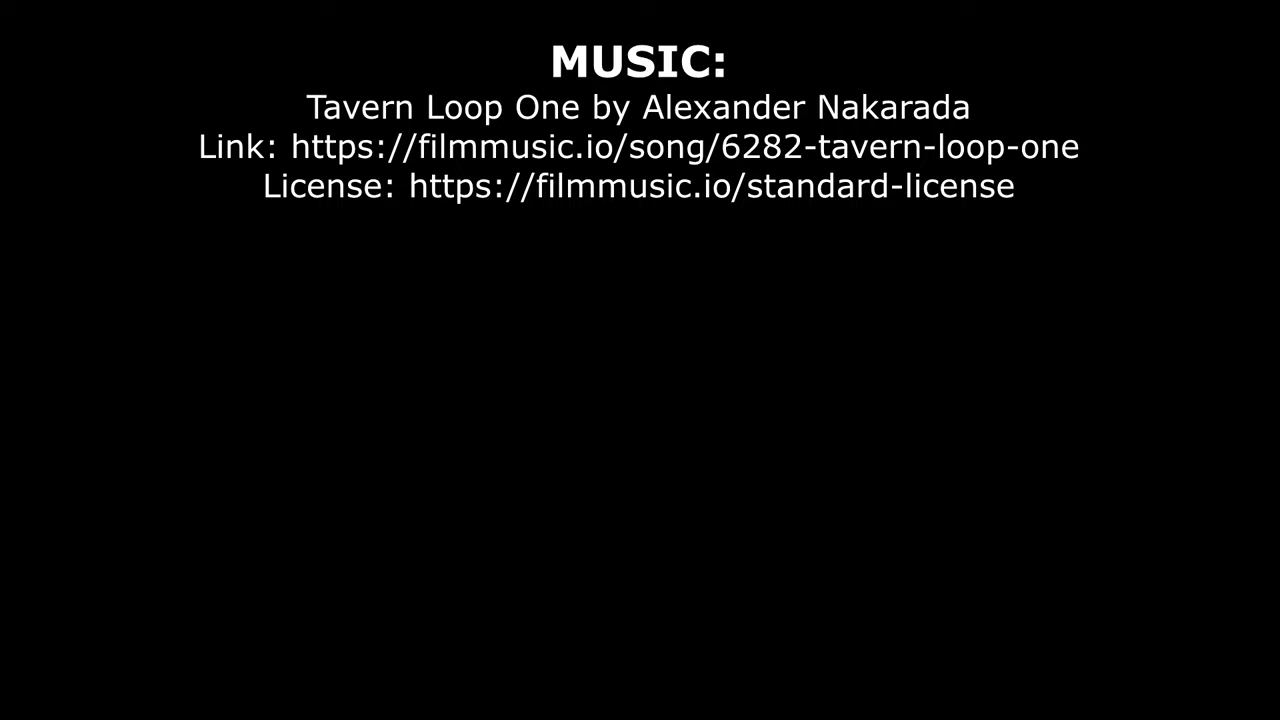 MUSIC:
Tavern Loop One by Alexander Nakarada
Link: https://filmmusic.io/song/6282-tavern-loop-one
License: https://filmmusic.io/standard-license